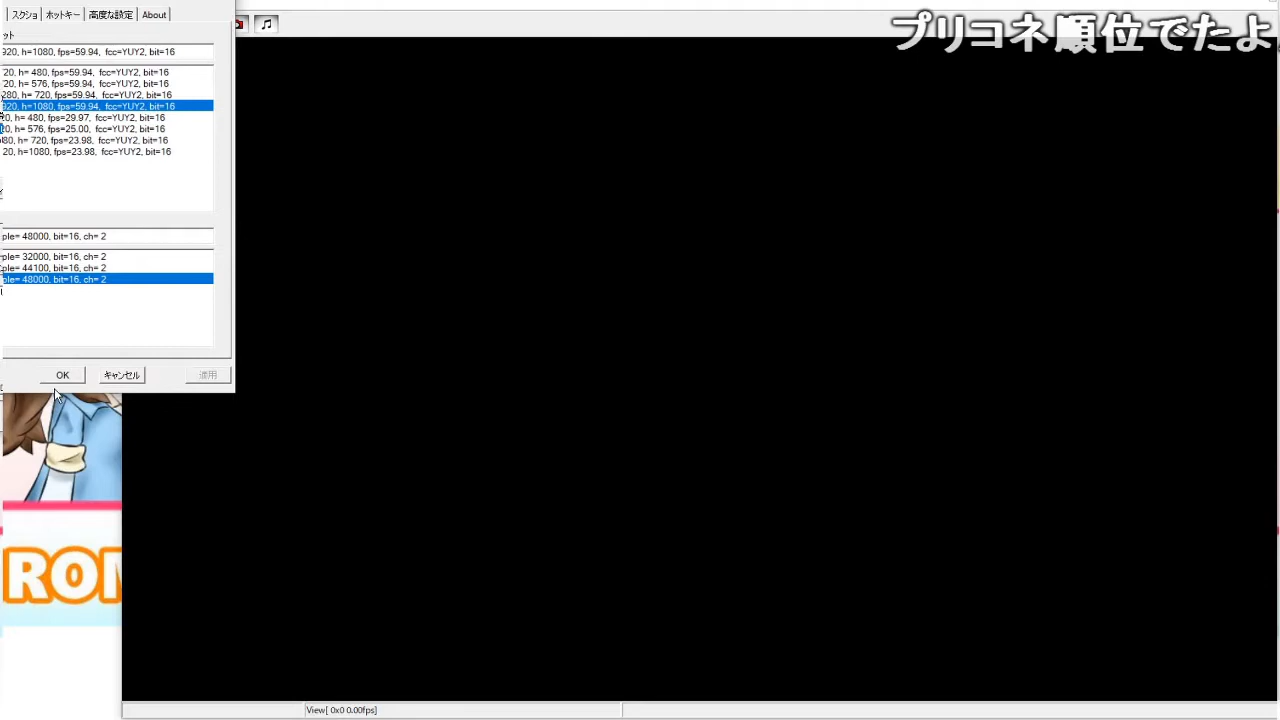 スクショ ホットキー 高度な設定 About
プリコネ順位でたよ
ット
920, h=1080, fps=59.94, fcc=YUY2, bit=16
720, h= 480, fps=59.94, fcc=YUY2, bit=16
720, h= 576, fps=59.94, fcc=YUY2, bit=16
280, h= 720, fps=59.94, fcc=YUY2, bit=16
920, h=1080, fps=59.94, fcc=YUY2, bit=16
20, h= 480, fps=29.97, fcc=YUY2, bit=16
20, h= 576, fps=25.00, fcc=YUY2, bit=16
80, h= 720, fps=23.98, fcc=YUY2, bit=16
20, h=1080, fps=23.98, fcc=YUY2, bit=16
ple= 48000, bit=16, ch= 2
ple= 32000, bit=16, ch= 2
ple= 44100, bit=16, ch= 2
ple= 48000, bit=16, ch= 2
OK キャンセル 適用
ROM
View[ 0x0 0.00fps]